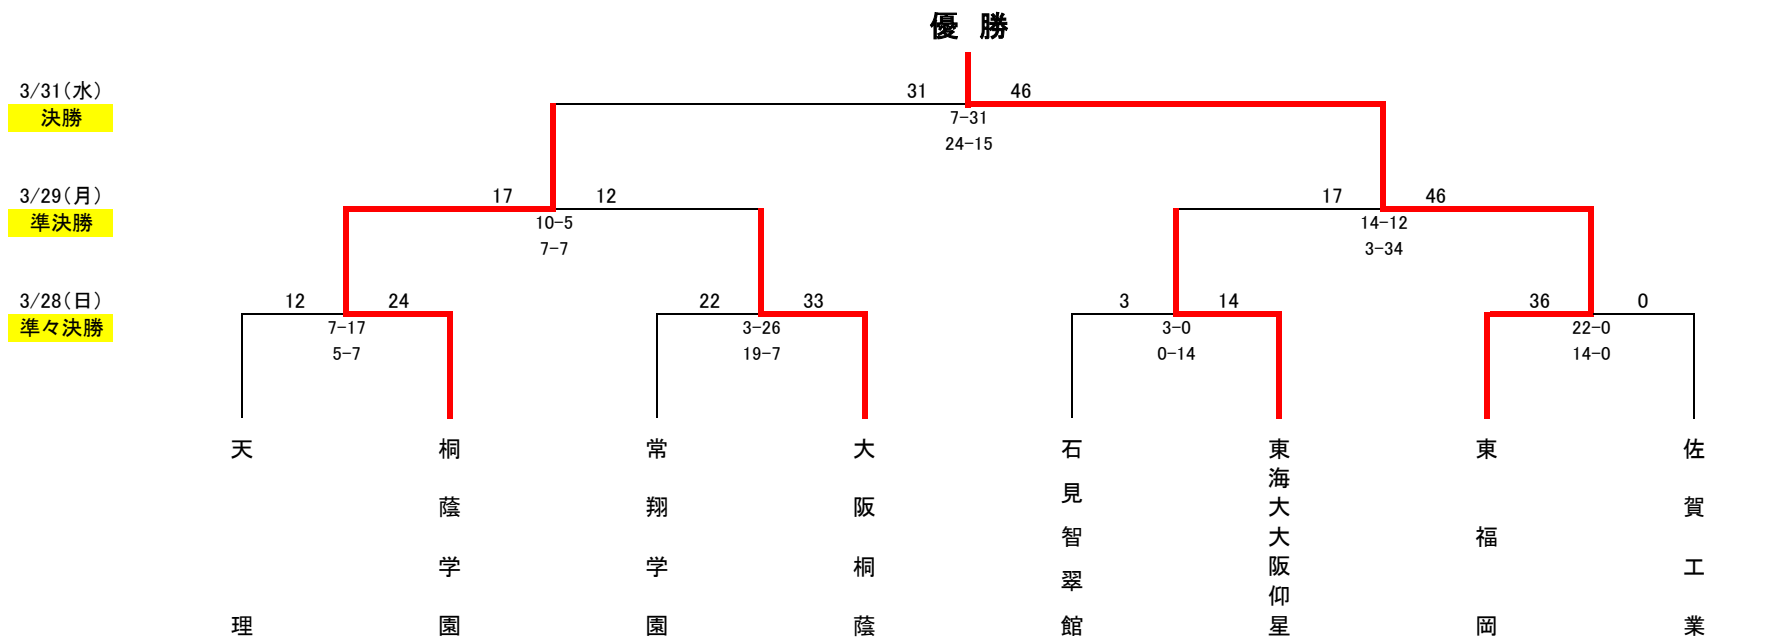 優 勝
3/31(水)
決勝
31 46
7-31
24-15
3/29(月)
準決勝
17 12
10-5
7-7
17 46
14-12
3-34
3/28(日)
準々決勝
12 24
7-17
5-7
22 33
3-26
19-7
3 14
3-0
0-14
36 0
22-0
14-0
天理
桐蔭学園
常翔学園
大阪桐蔭
石見智翠館
東海大大阪仰星
東福岡
佐賀工業